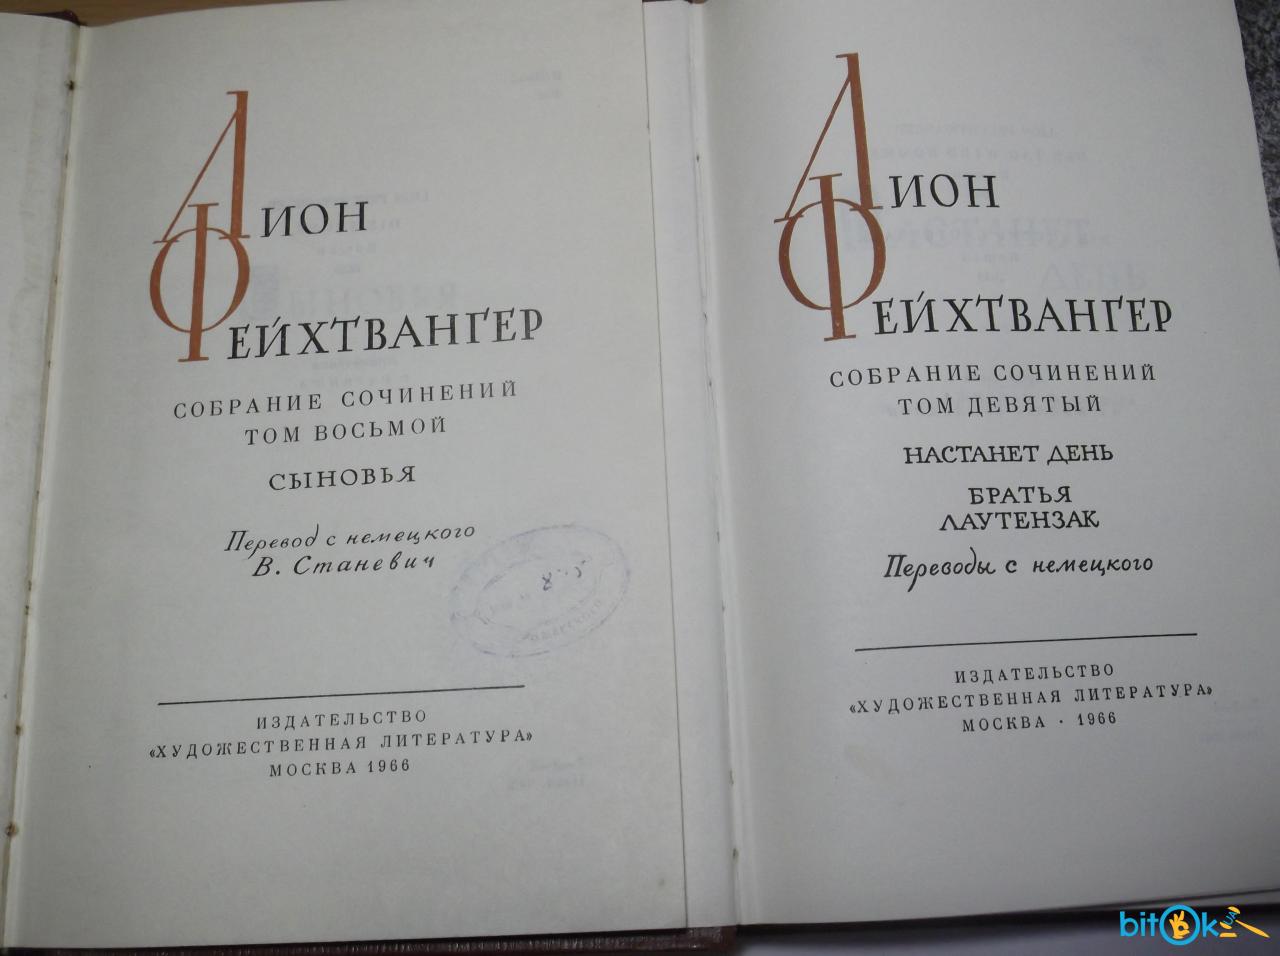 ЛИОН
ФЕЙХТВАНГЕР
СОБРАНИЕ СОЧИНЕНИЙ
ТОМ ВОСЬМОЙ
СЫНОВЬЯ
Перевод с немецкого
В. Станевич
ИЗДАТЕЛЬСТВО
«ХУДОЖЕСТВЕННАЯ ЛИТЕРАТУРА»
МОСКВА 1966
ЛИОН
ФЕЙХТВАНГЕР
СОБРАНИЕ СОЧИНЕНИЙ
ТОМ ДЕВЯТЫЙ
НАСТАНЕТ ДЕНЬ
БРАТЬЯ
ЛАУТЕНЗАК
Переводы с немецкого
ИЗДАТЕЛЬСТВО
«ХУДОЖЕСТВЕННАЯ ЛИТЕРАТУРА»
МОСКВА · 1966
bitOk